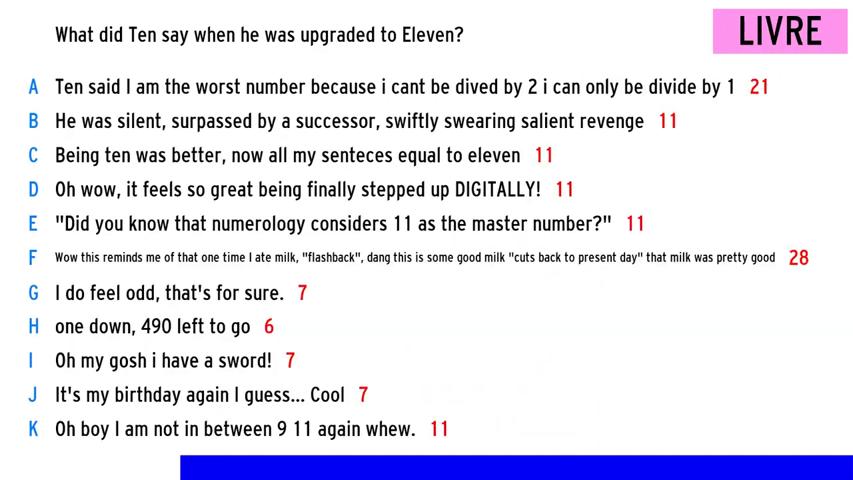 What did Ten say when he was upgraded to Eleven?
LIVRE
A Ten said I am the worst number because i cant be dived by 2 i can only be divide by 1 21
B He was silent, surpassed by a successor, swiftly swearing salient revenge 11
C Being ten was better, now all my senteces equal to eleven 11
D Oh wow, it feels so great being finally stepped up DIGITALLY! 11
E "Did you know that numerology considers 11 as the master number?" 11
F Wow this reminds me of that one time I ate milk, "flashback", dang this is some good milk "cuts back to present day" that milk was pretty good 28
G I do feel odd, that's for sure. 7
H one down, 490 left to go 6
I Oh my gosh i have a sword! 7
J It's my birthday again I guess... Cool 7
K Oh boy I am not in between 9 11 again whew. 11